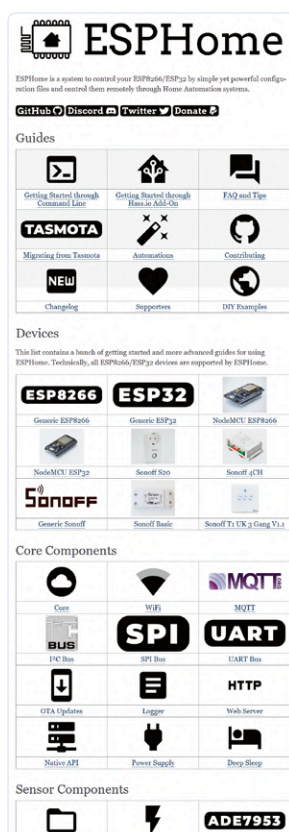 ESPHome
ESPHome is a system to control your ESP8266/ESP32 by simple yet powerful configu-
ration files and control them remotely through Home Automation systems.
GitHub Discord Twitter Donate
Guides
Getting Started through Command Line
Getting Started through Hass.io Add-On
FAQ and Tips
TASMOTA
Migrating from Tasmota
Automations
Contributing
NEW
Changelog
Supporters
DIY Examples
Devices
This list contains a bunch of getting started and more advanced guides for using
ESPHome. Technically, all ESP8266/ESP32 devices are supported by ESPHome.
ESP8266 ESP32
Generic ESP8266 Generic ESP32 NodeMCU ESP8266
NodeMCU ESP32 Sonoff S20 Sonoff 4CH
SONOFF
Generic Sonoff Sonoff Basic Sonoff T1 UK 3 Gang V1.1
Core Components
MQTT
Core WiFi MQTT
BUS SPI UART
I²C Bus SPI Bus UART Bus
HTTP
OTA Updates Logger Web Server
Native API Power Supply Deep Sleep
Sensor Components
ADE7953